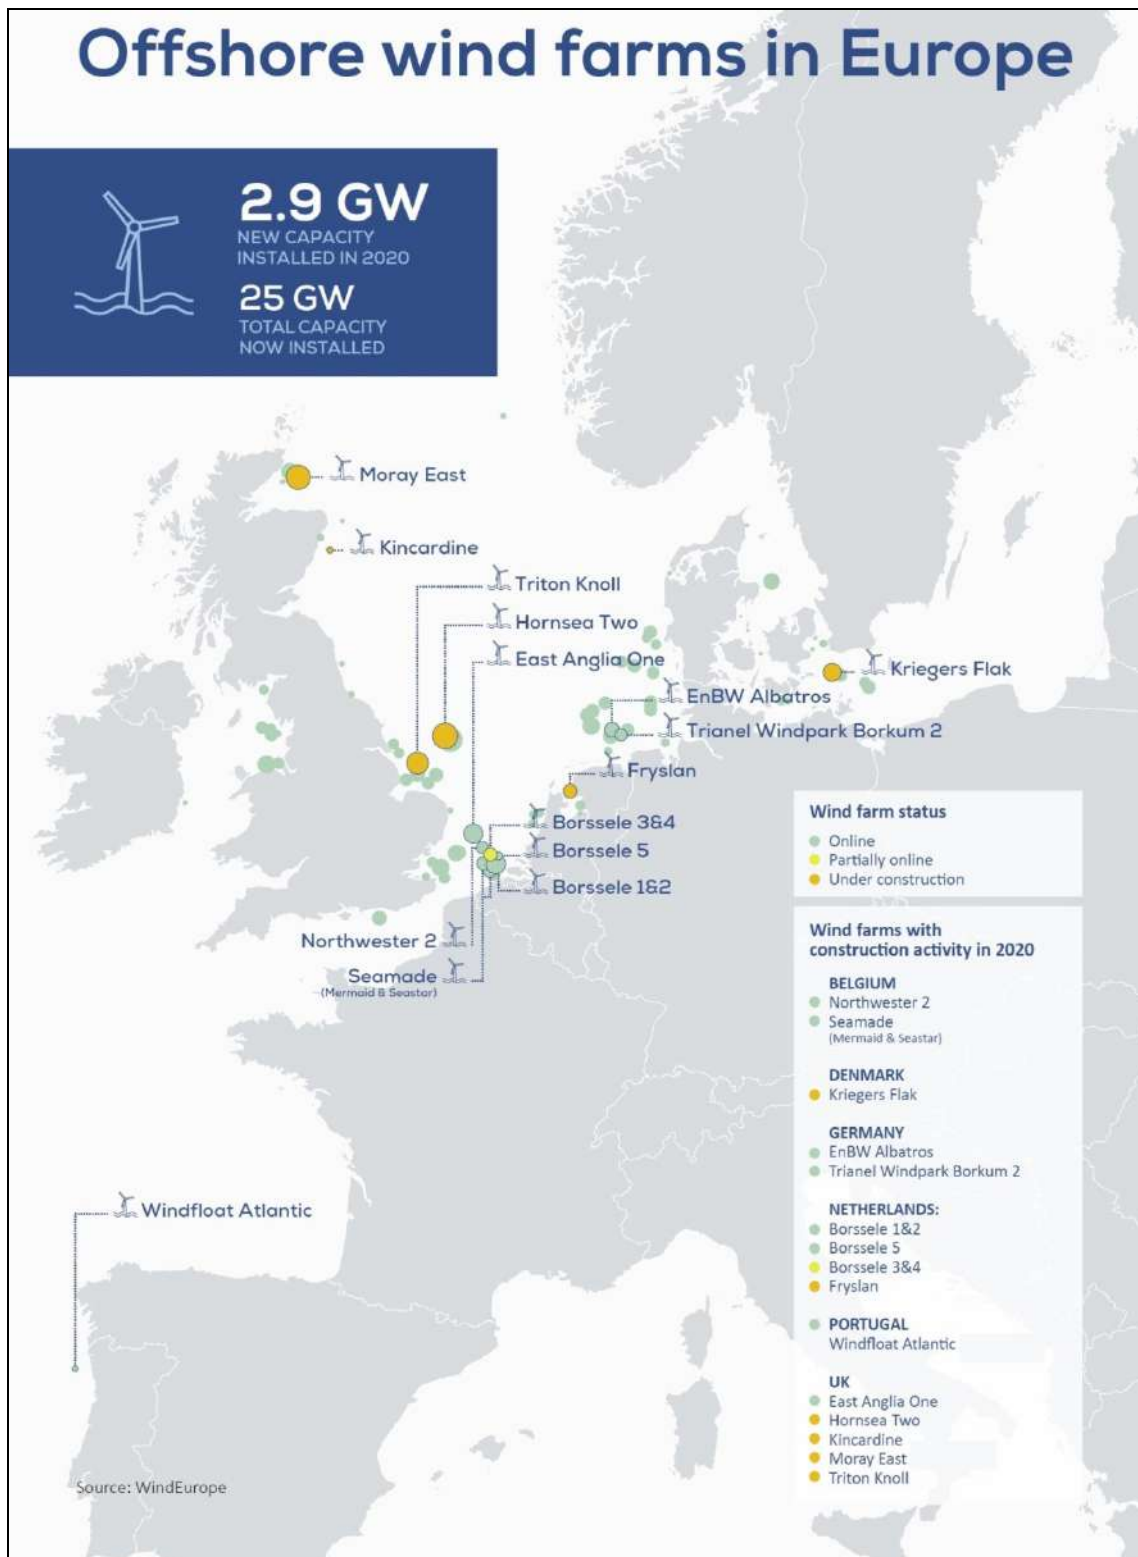 Offshore wind farms in Europe
2.9 GW
NEW CAPACITY
INSTALLED IN 2020
25 GW
TOTAL CAPACITY
NOW INSTALLED
Moray East
Kincardine
Triton Knoll
Hornsea Two
East Anglia One
Kriegers Flak
EnBW Albatros
Trianel Windpark Borkum 2
Fryslan
Borssele 3&4
Borssele 5
Borssele 1&2
Northwester 2
Seamade
(Mermaid & Seastar)
Windfloat Atlantic
Wind farm status
Online
Partially online
Under construction
Wind farms with
construction activity in 2020
BELGIUM
Northwester 2
Seamade
(Mermaid & Seastar)
DENMARK
Kriegers Flak
GERMANY
EnBW Albatros
Trianel Windpark Borkum 2
NETHERLANDS:
Borssele 1&2
Borssele 5
Borssele 3&4
Fryslan
PORTUGAL
Windfloat Atlantic
UK
East Anglia One
Hornsea Two
Kincardine
Moray East
Triton Knoll
Source: WindEurope